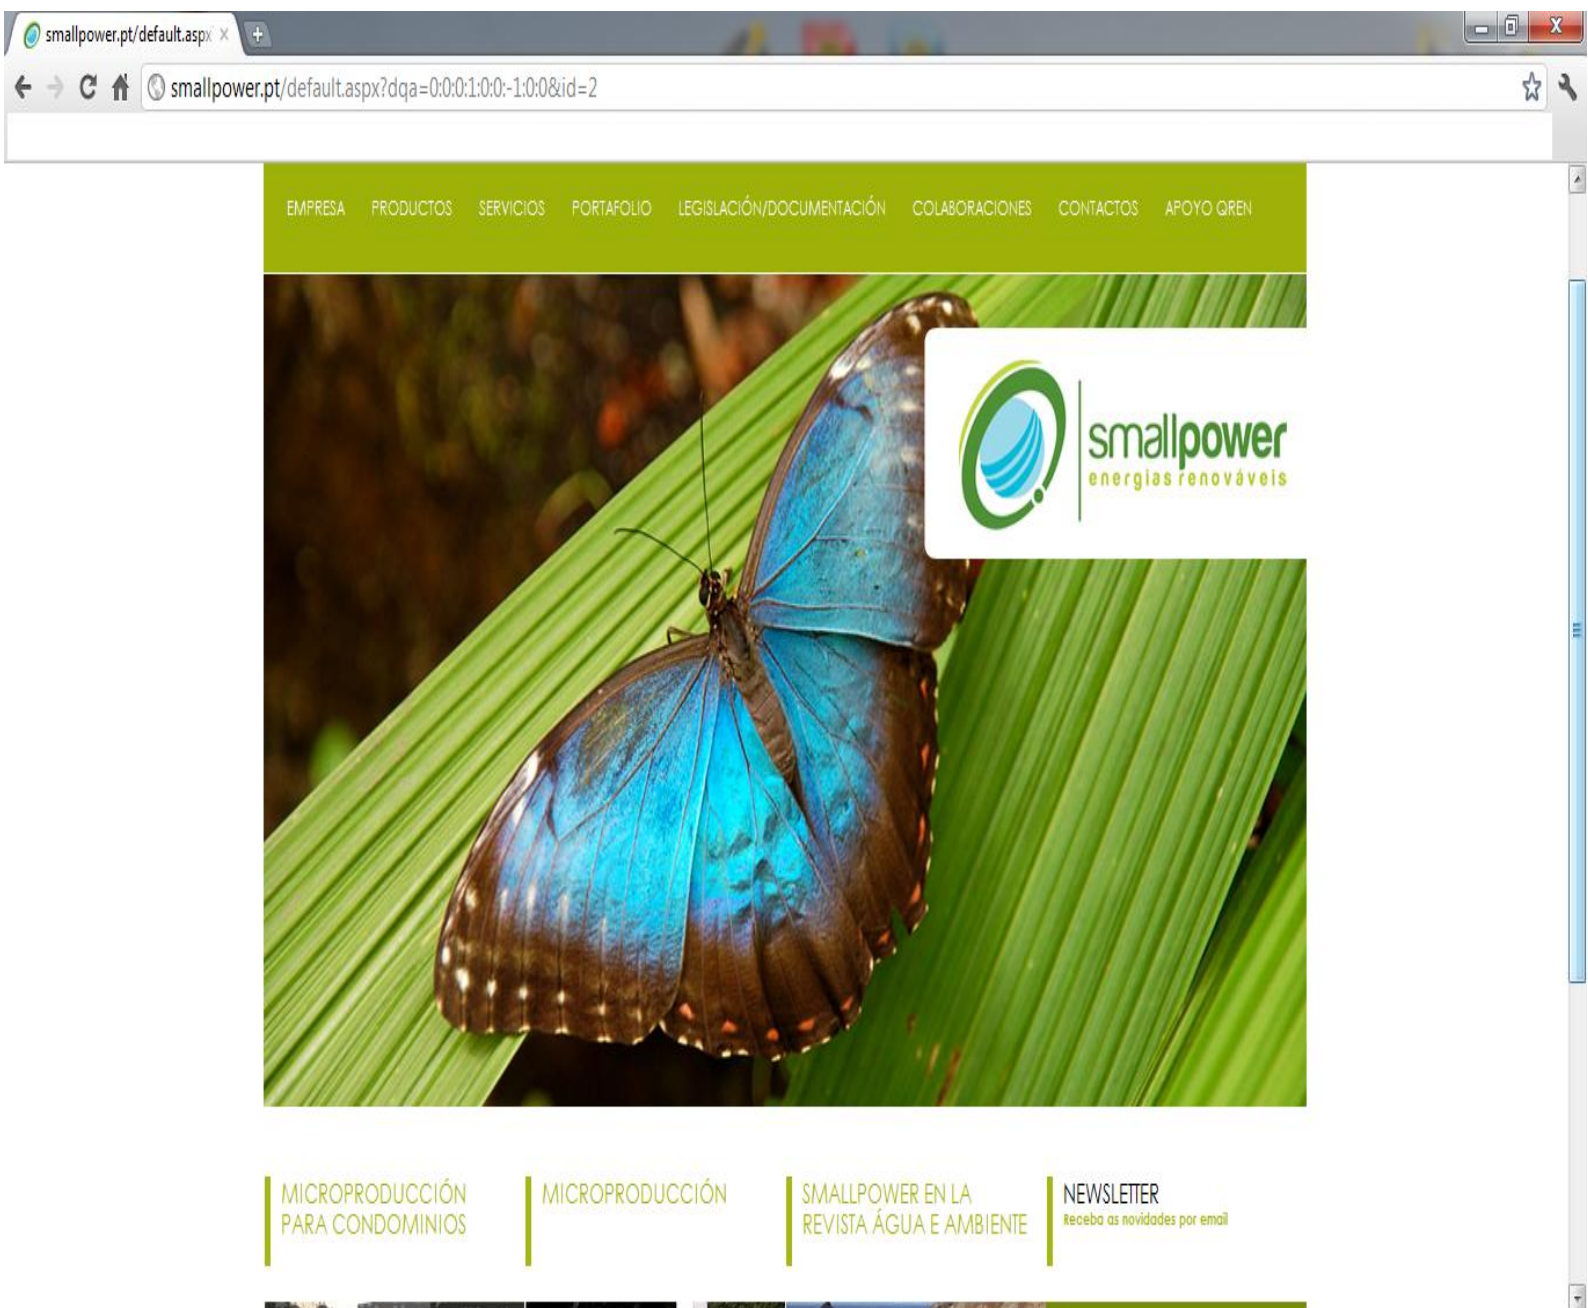 smallpower.pt/default.aspx
smallpower.pt/default.aspx?dqa=0:0:0:1:0:0:-1:0:0&id=2
EMPRESA PRODUCTOS SERVICIOS PORTAFOLIO LEGISLACIÓN/DOCUMENTACIÓN COLABORACIONES CONTACTOS APOYO QREN
smallpower
energias renováveis
MICROPRODUCCIÓN
PARA CONDOMINIOS
MICROPRODUCCIÓN
SMALLPOWER EN LA
REVISTA ÁGUA E AMBIENTE
NEWSLETTER
Receba as novidades por email